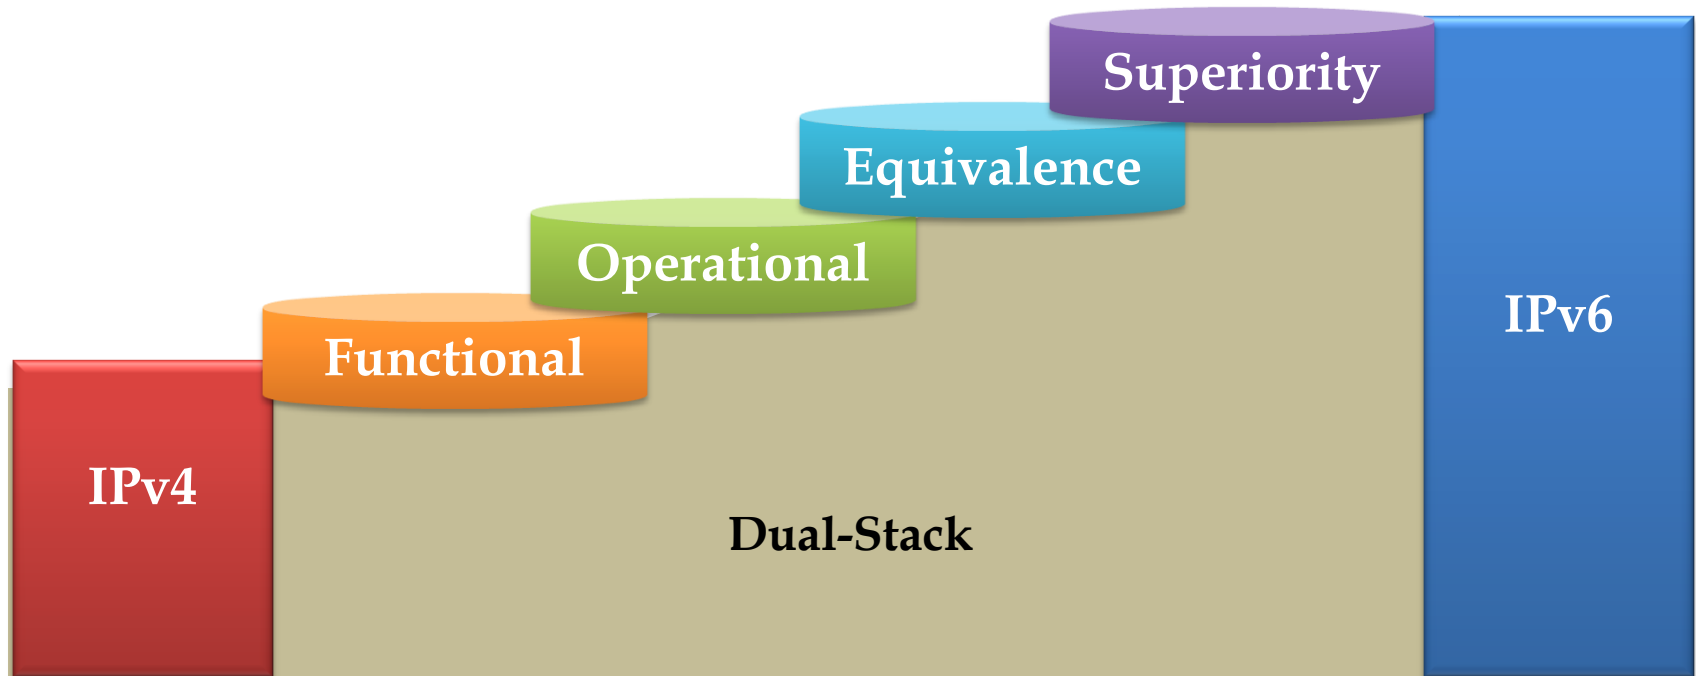 Superiority
Equivalence
Operational
Functional
IPv6
IPv4
Dual-Stack